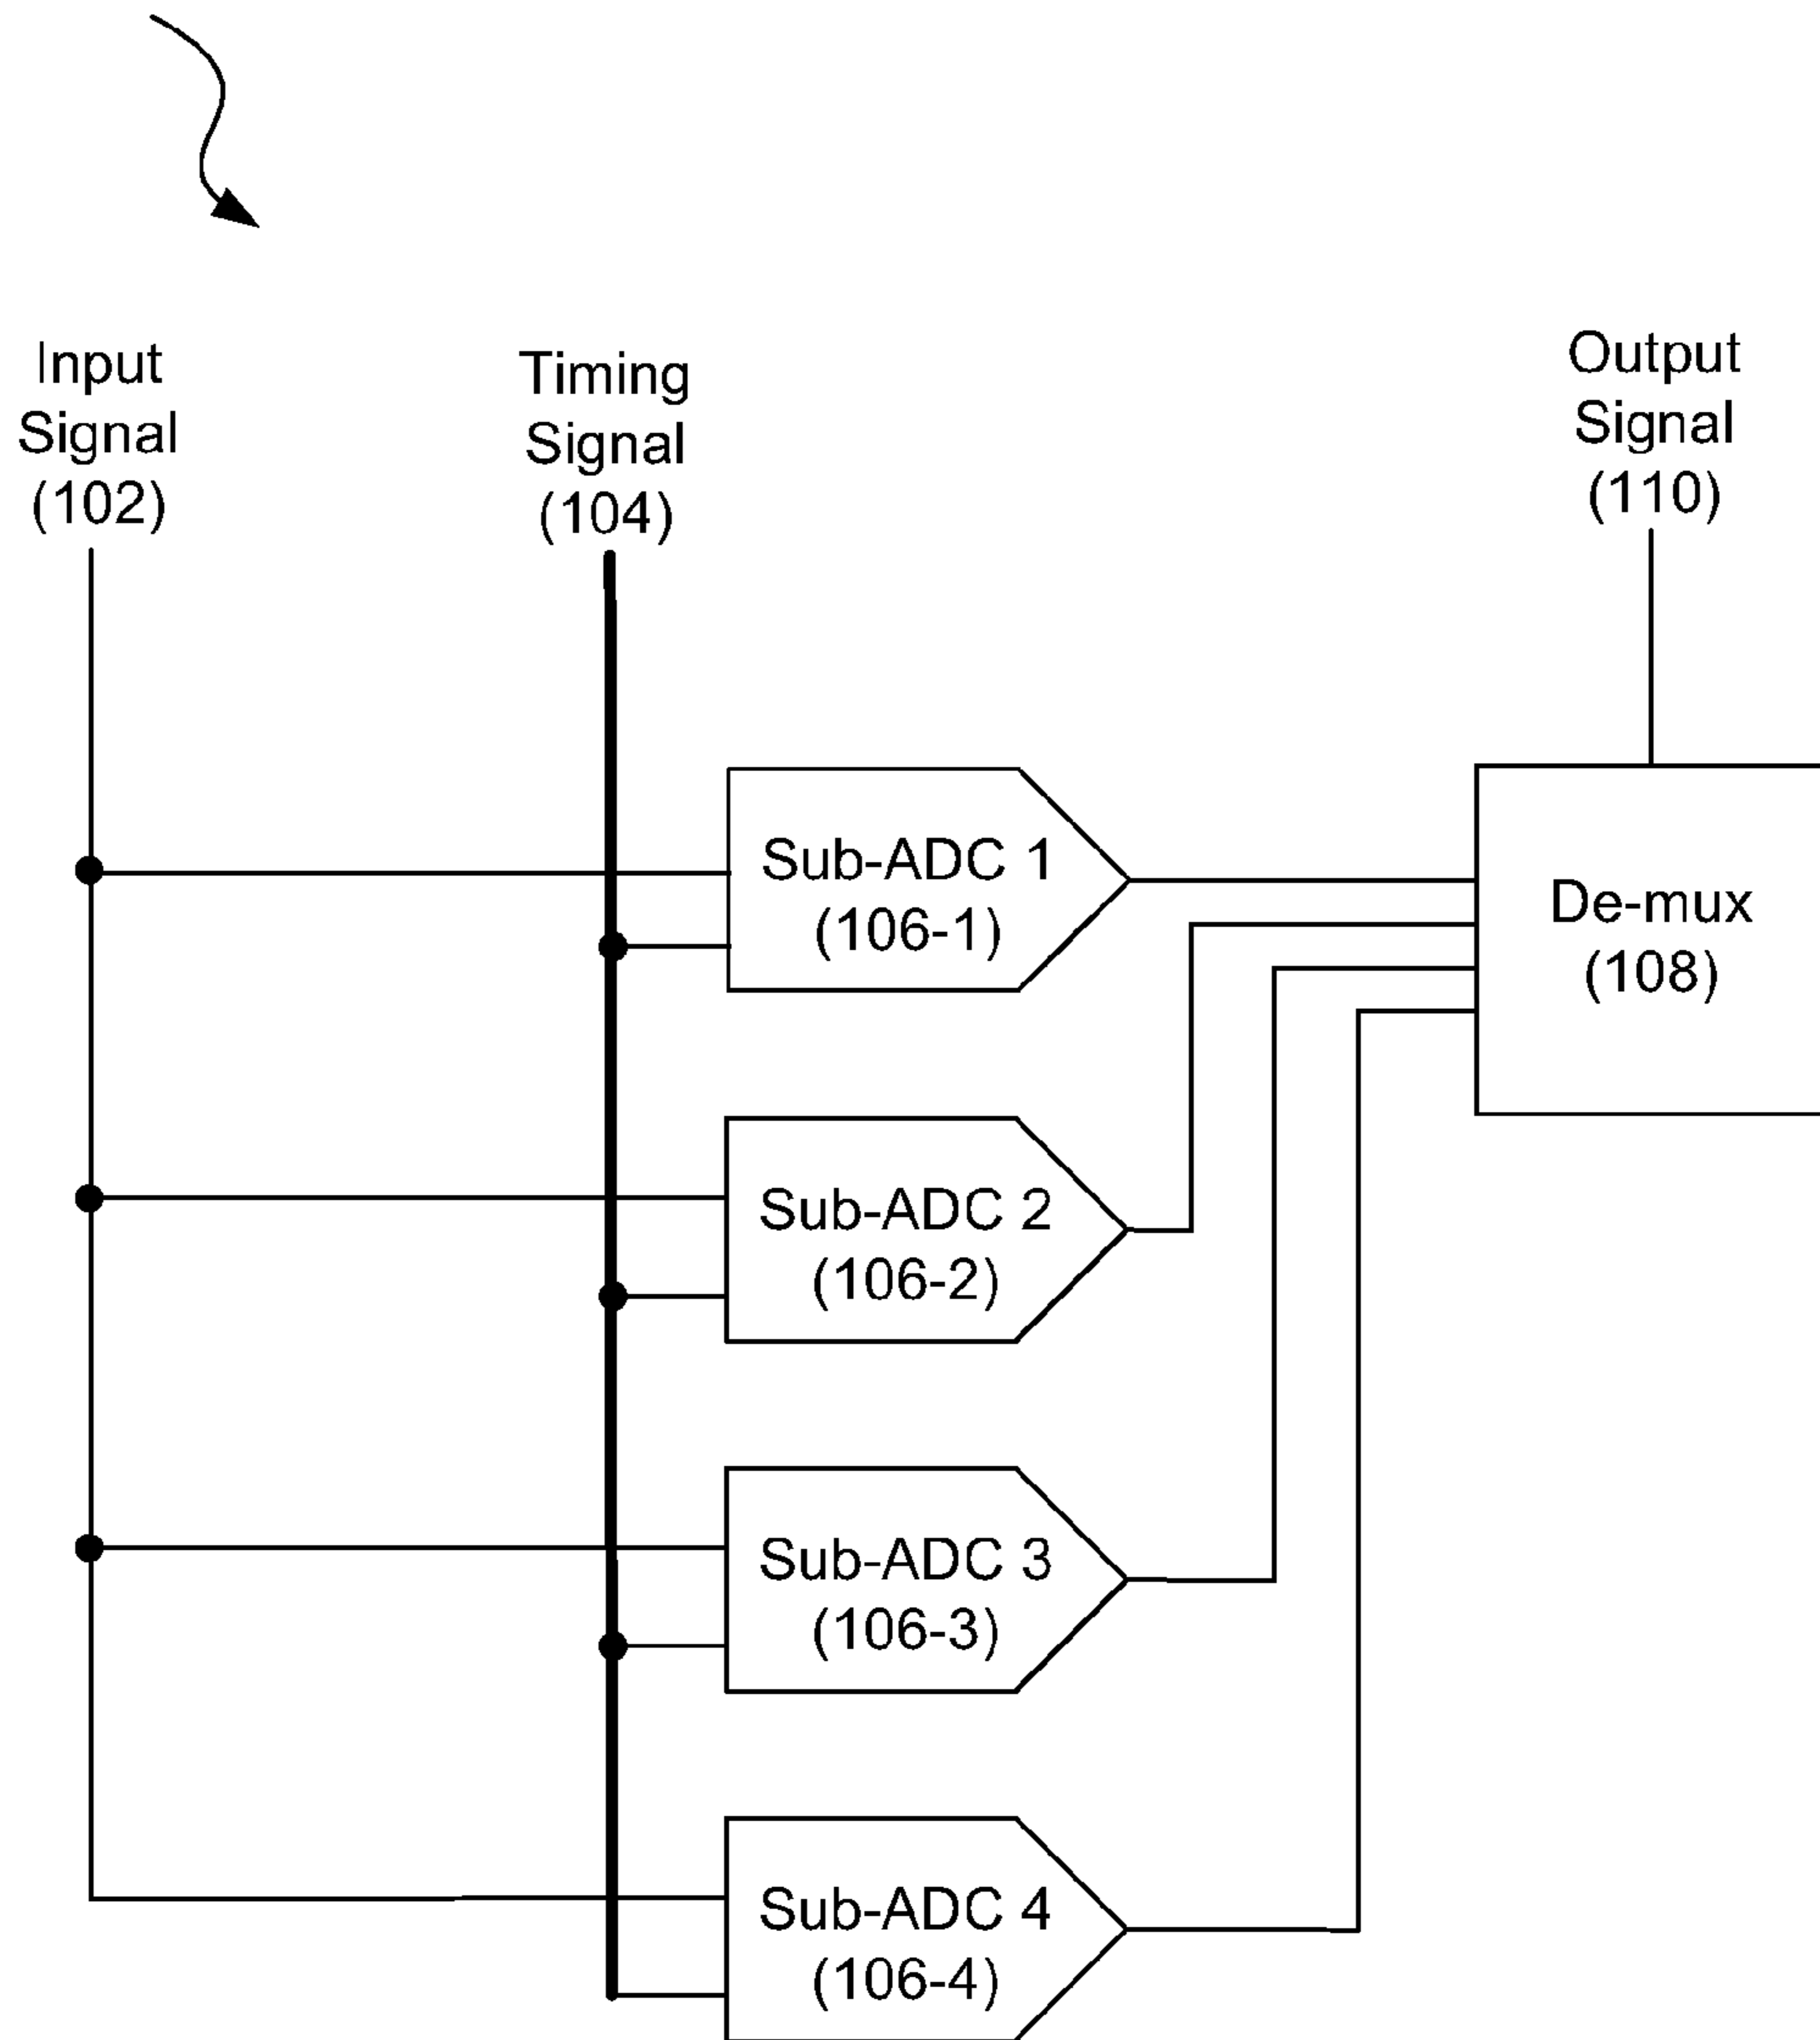 Input
Signal
(102)
Timing
Signal
(104)
Output
Signal
(110)
Sub-ADC 1
(106-1)
De-mux
(108)
Sub-ADC 2
(106-2)
Sub-ADC 3
(106-3)
Sub-ADC 4
(106-4)